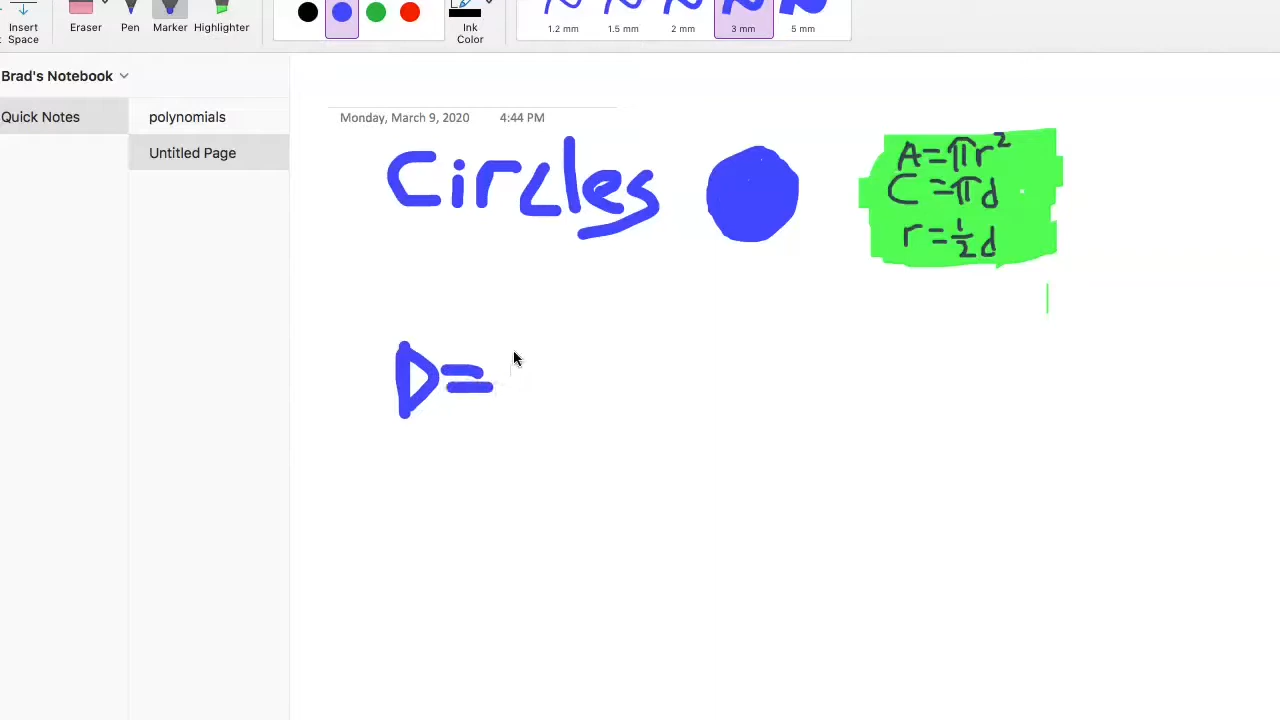 Insert Space
Eraser
Pen
Marker
Highlighter
Ink Color
1.2 mm
1.5 mm
2 mm
3 mm
5 mm
Brad's Notebook
Quick Notes
polynomials
Untitled Page
Monday, March 9, 2020 4:44 PM
Circles
A=πr²
C=πd
r=½d
D=